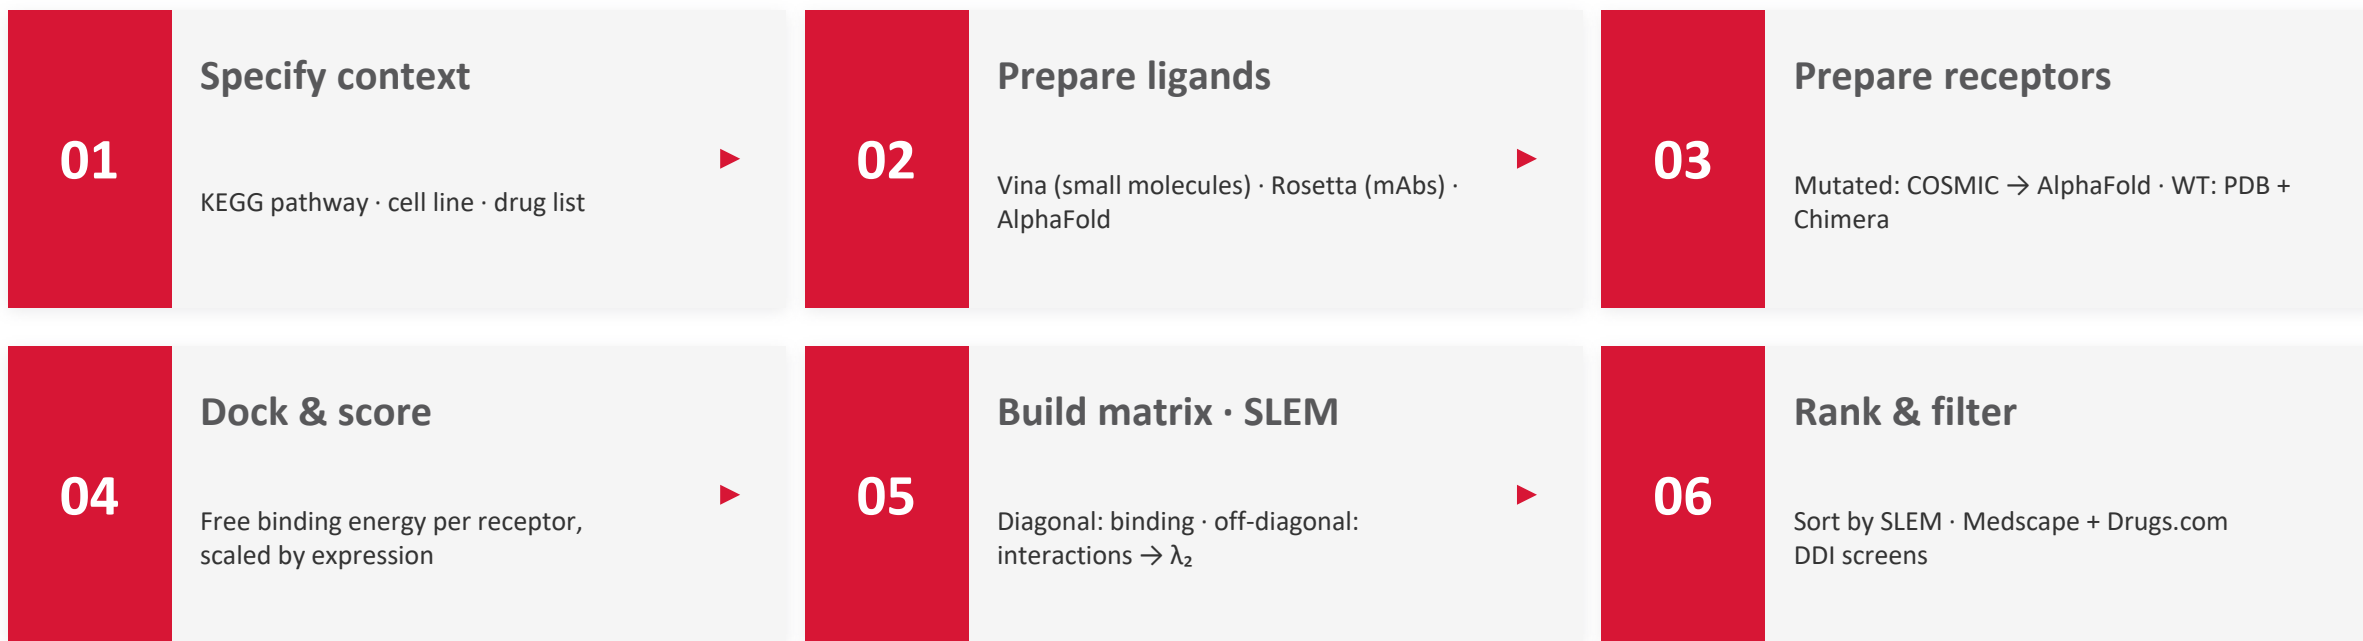 01
Specify context
KEGG pathway · cell line · drug list
►
02
Prepare ligands
Vina (small molecules) · Rosetta (mAbs) ·
AlphaFold
►
03
Prepare receptors
Mutated: COSMIC → AlphaFold · WT: PDB +
Chimera
04
Dock & score
Free binding energy per receptor,
scaled by expression
►
05
Build matrix · SLEM
Diagonal: binding · off-diagonal:
interactions → λ₂
►
06
Rank & filter
Sort by SLEM · Medscape + Drugs.com
DDI screens